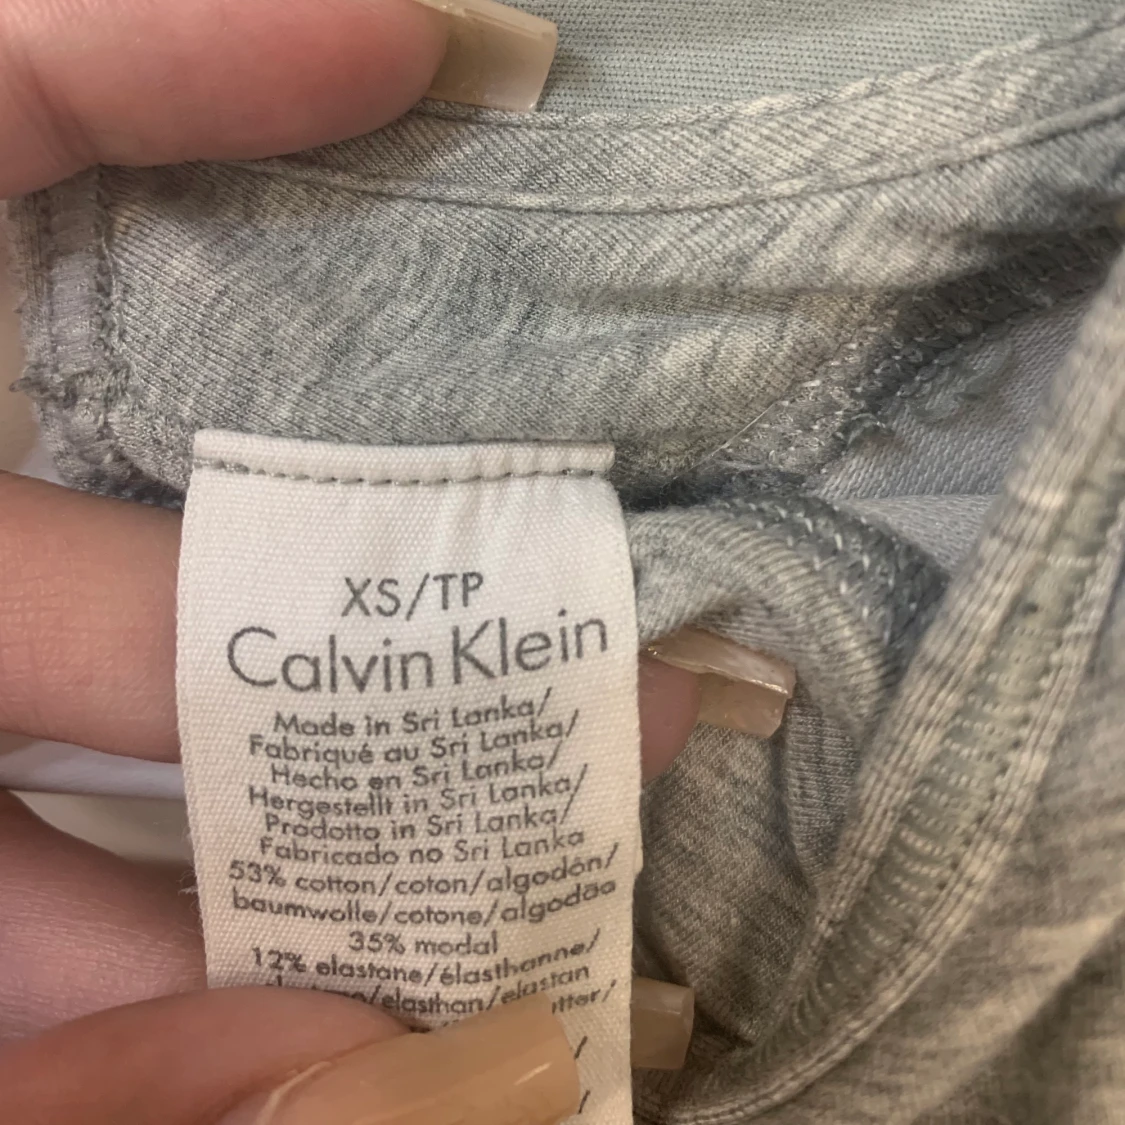 XS/TP
Calvin Klein
Made in Sri Lanka/
Fabriqué au Sri Lanka/
Hecho en Sri Lanka/
Hergestellt in Sri Lanka/
Prodotto in Sri Lanka/
Fabricado no Sri Lanka
53% cotton/coton/algodón/
baumwolle/cotone/algodão
35% modal
12% elastane/élasthanne/
/elasthan/elastan